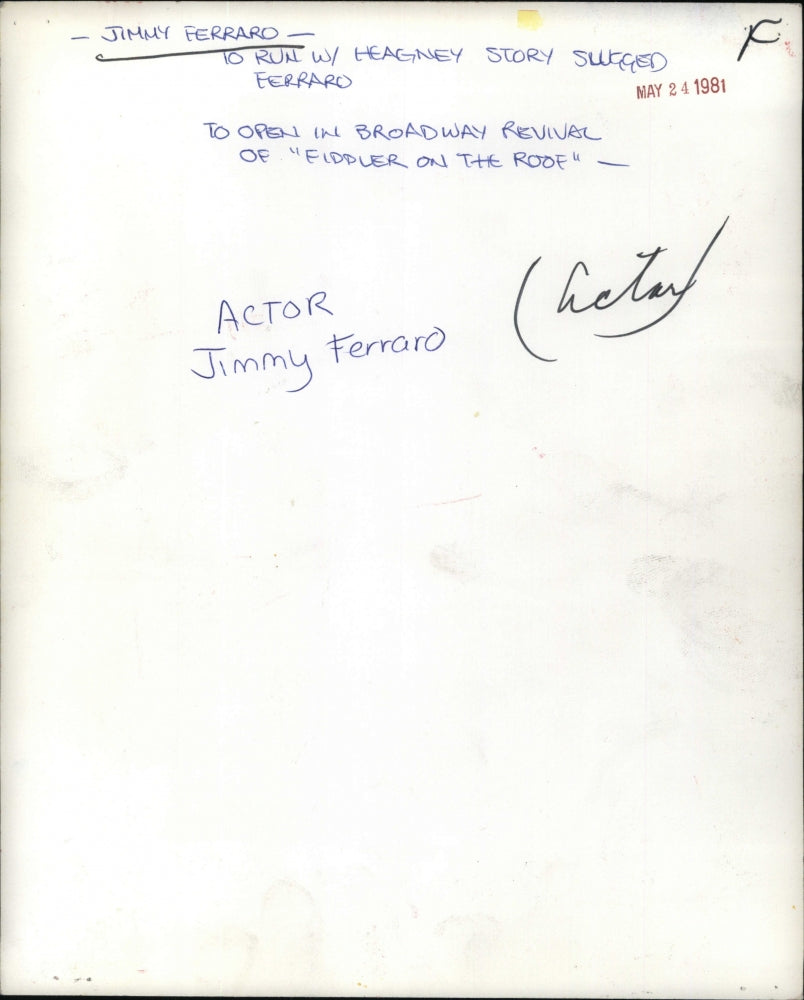 — JIMMY FERRARO —
TO RUN W/ HEAGNEY STORY SLUGGED
FERRARO
F
MAY 24 1981
TO OPEN IN BROADWAY REVIVAL
OF "FIDDLER ON THE ROOF" —
(Actor)
ACTOR
Jimmy Ferraro